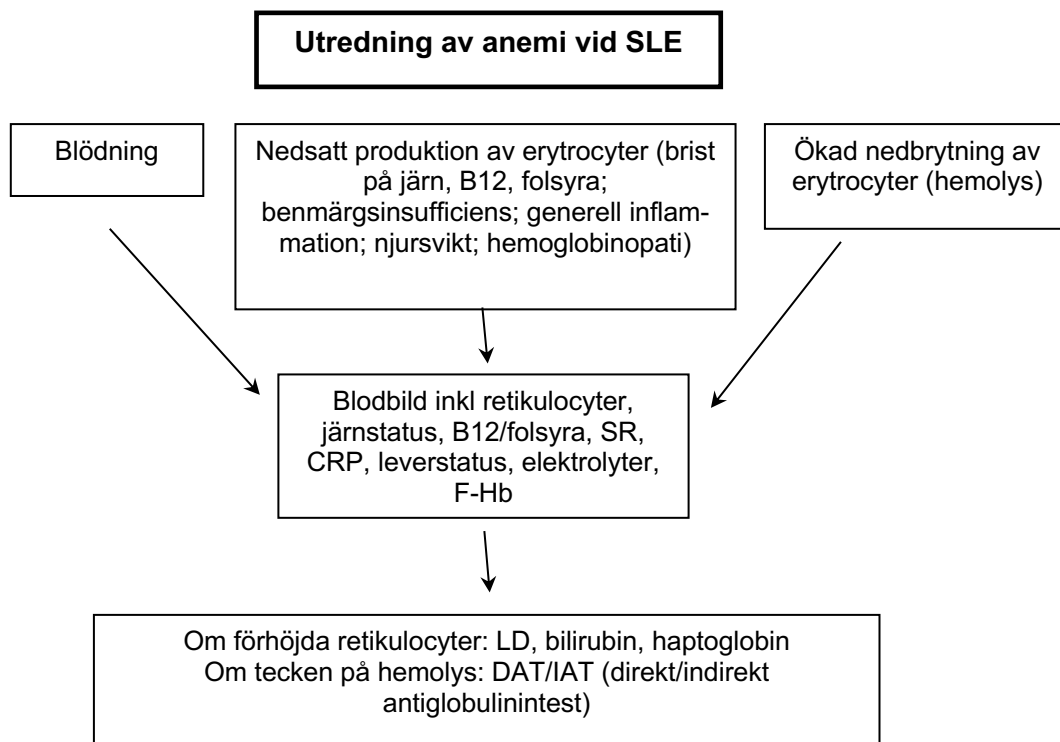 Utredning av anemi vid SLE
Blödning
Nedsatt produktion av erytrocyter (brist
på järn, B12, folsyra;
benmärgsinsufficiens; generell inflam-
mation; njursvikt; hemoglobinopati)
Ökad nedbrytning av
erytrocyter (hemolys)
Blodbild inkl retikulocyter,
järnstatus, B12/folsyra, SR,
CRP, leverstatus, elektrolyter,
F-Hb
Om förhöjda retikulocyter: LD, bilirubin, haptoglobin
Om tecken på hemolys: DAT/IAT (direkt/indirekt
antiglobulinintest)